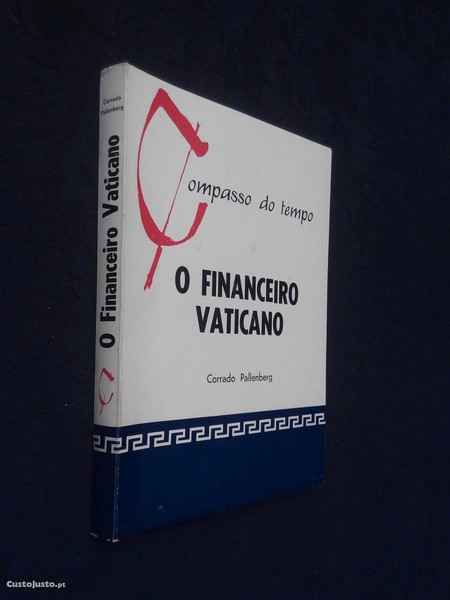 Corrado
Pallenberg
O Financeiro Vaticano
Compasso do tempo
O FINANCEIRO
VATICANO
Corrado Pallenberg
CustoJusto.pt